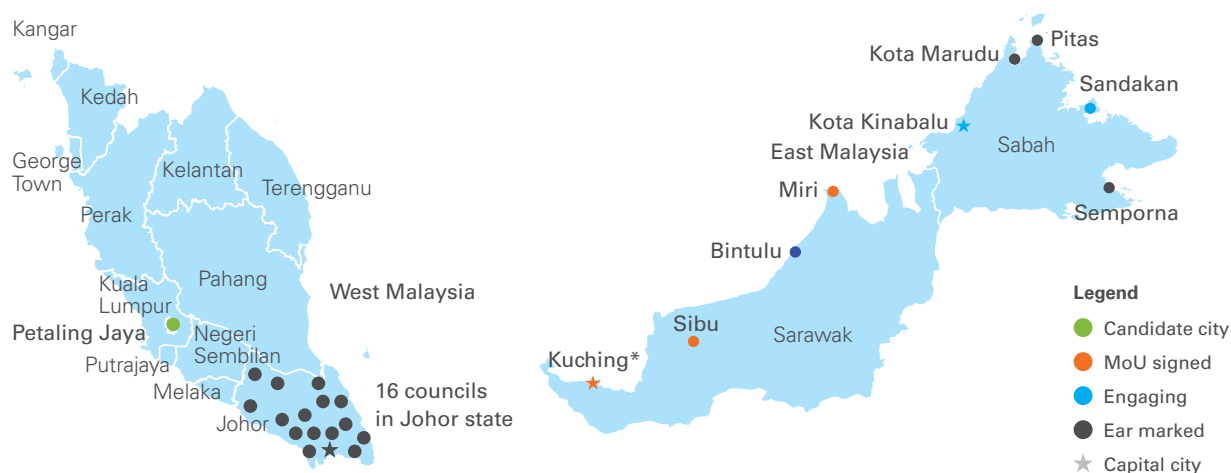 Kangar
Kedah
George
Town
Kelantan
Terengganu
Perak
Pahang
Kuala
Lumpur
West Malaysia
Petaling Jaya
Negeri
Sembilan
Putrajaya
Melaka
Johor
16 councils
in Johor state
Pitas
Kota Marudu
Sandakan
Kota Kinabalu
East Malaysia
Sabah
Miri
Semporna
Bintulu
Sibu
Sarawak
Kuching*
Legend
Candidate city
MoU signed
Engaging
Ear marked
Capital city